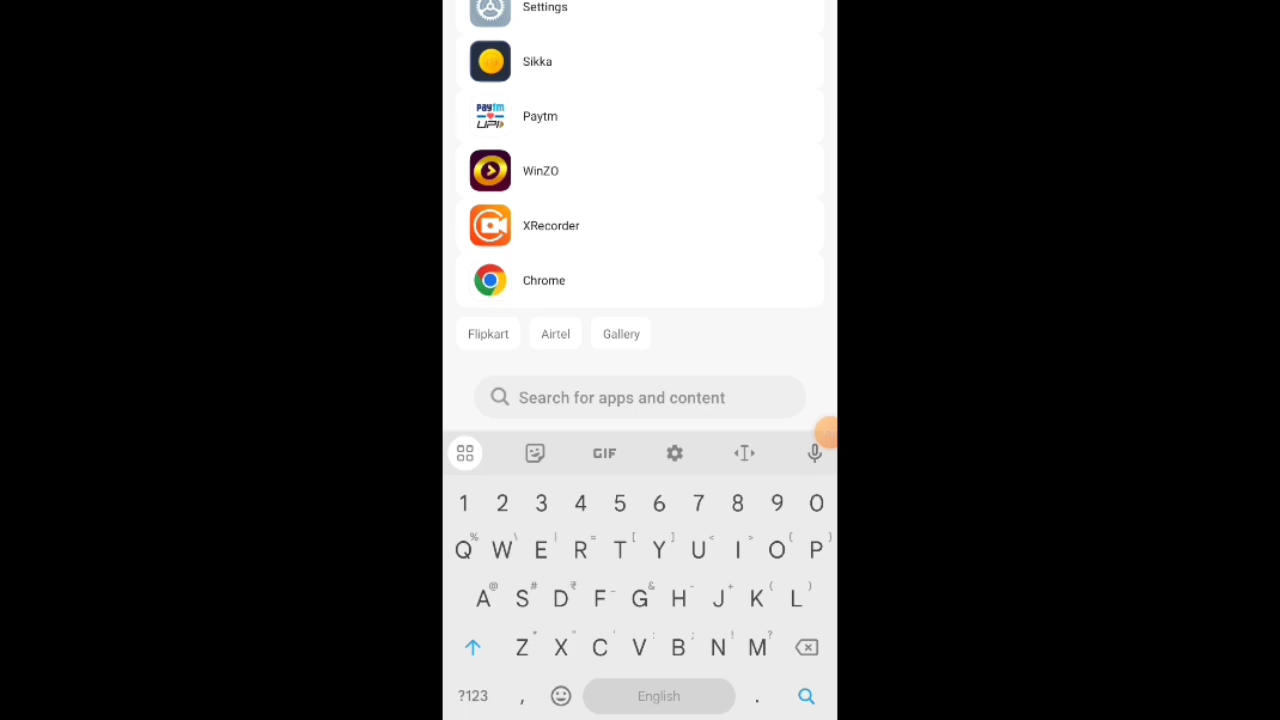 Settings
Sikka
paytm
UPI
Paytm
WinZO
XRecorder
Chrome
Flipkart Airtel Gallery
Search for apps and content
GIF
1 2 3 4 5 6 7 8 9 0
% \ | = [ ] < > { }
Q W E R T Y U I O P
@ # ₹ _ & - + ( )
A S D F G H J K L
* " ' : ; ! ?
Z X C V B N M
?123 , English .